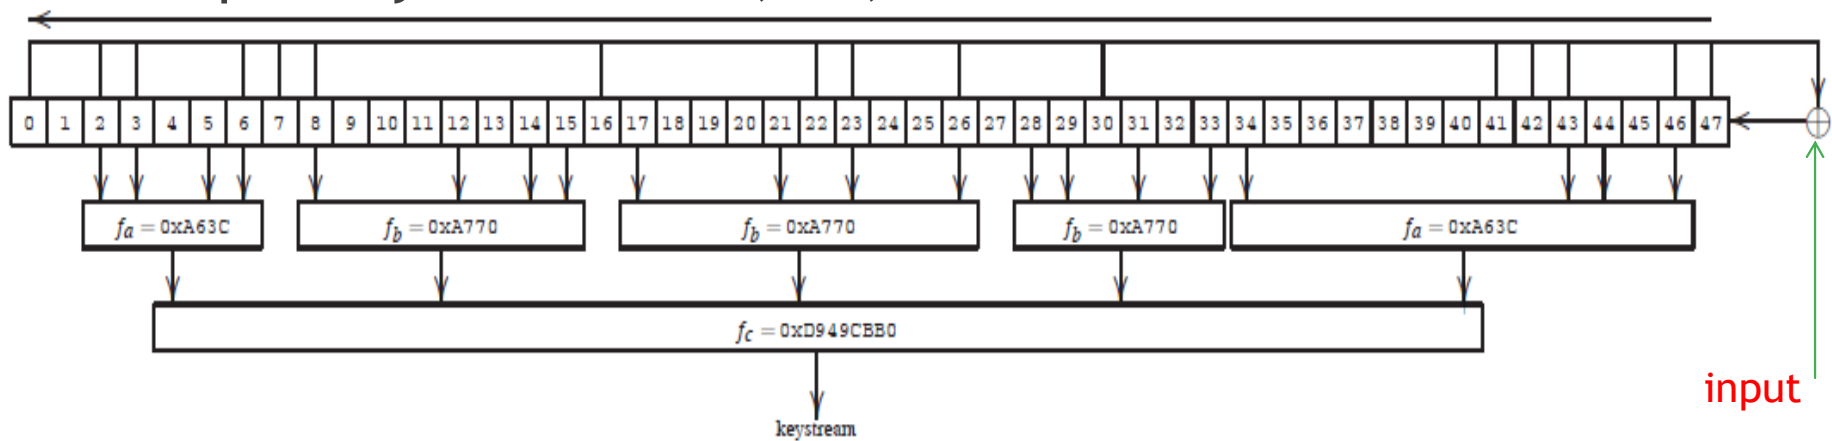 0 1 2 3 4 5 6 7 8 9 10 11 12 13 14 15 16 17 18 19 20 21 22 23 24 25 26 27 28 29 30 31 32 33 34 35 36 37 38 39 40 41 42 43 44 45 46 47
fa = 0xA63C fb = 0xA770 fb = 0xA770 fb = 0xA770 fa = 0xA63C
fc = 0xD949CBB0
input
keystream